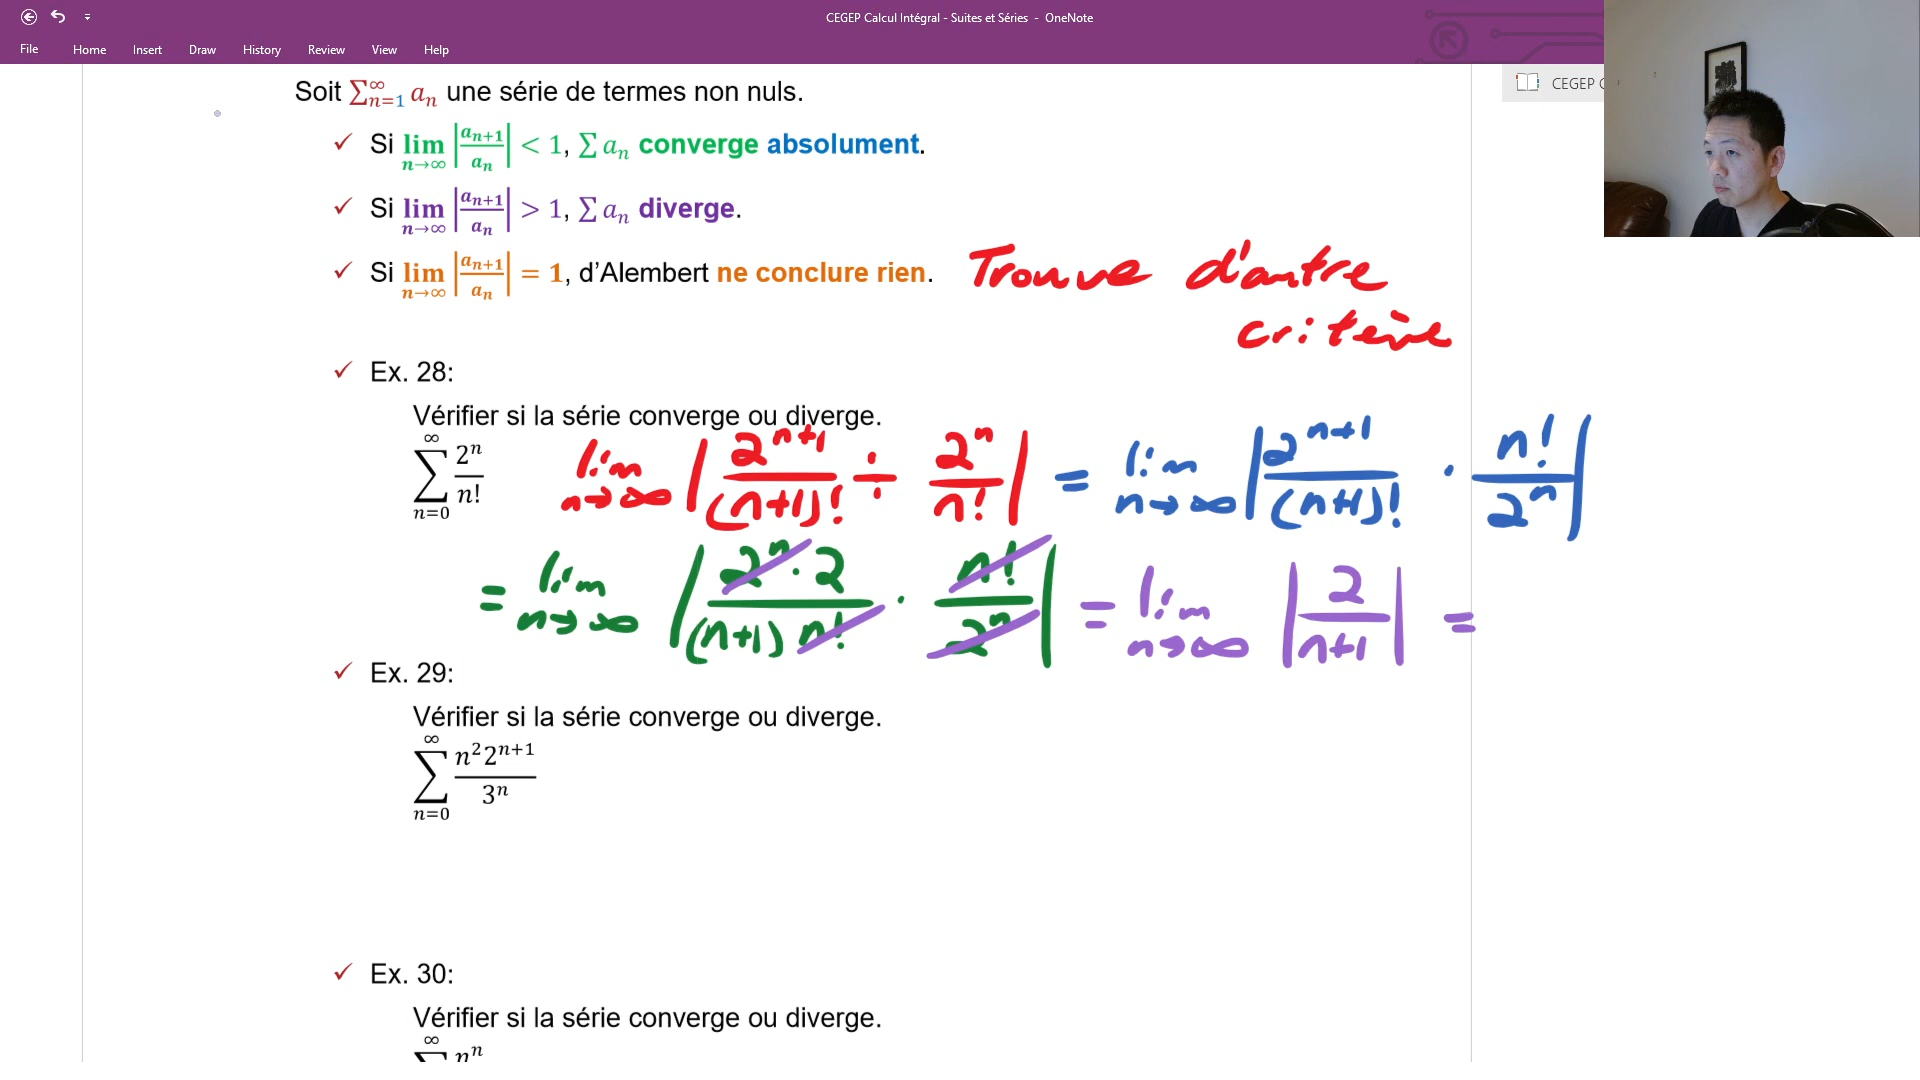 CEGEP Calcul Intégral - Suites et Séries - OneNote
File Home Insert Draw History Review View Help
CEGEP C
Soit ∑_{n=1}^{∞} a_n une série de termes non nuls.
✓ Si lim_{n→∞} |a_{n+1}/a_n| < 1, ∑ a_n converge absolument.
✓ Si lim_{n→∞} |a_{n+1}/a_n| > 1, ∑ a_n diverge.
✓ Si lim_{n→∞} |a_{n+1}/a_n| = 1, d’Alembert ne conclure rien. Trouve d'autre
critère
✓ Ex. 28:
Vérifier si la série converge ou diverge.
∑_{n=0}^{∞} 2^n/n! lim_{n→∞} |2^{n+1}/(n+1)! ÷ 2^n/n!| = lim_{n→∞} |2^{n+1}/(n+1)! · n!/2^n|
= lim_{n→∞} |2^n · 2/(n+1) n! · n!/2^n| = lim_{n→∞} |2/n+1| =
✓ Ex. 29:
Vérifier si la série converge ou diverge.
∑_{n=0}^{∞} n^2 2^{n+1}/3^n
✓ Ex. 30:
Vérifier si la série converge ou diverge.
∑^{∞} n^n